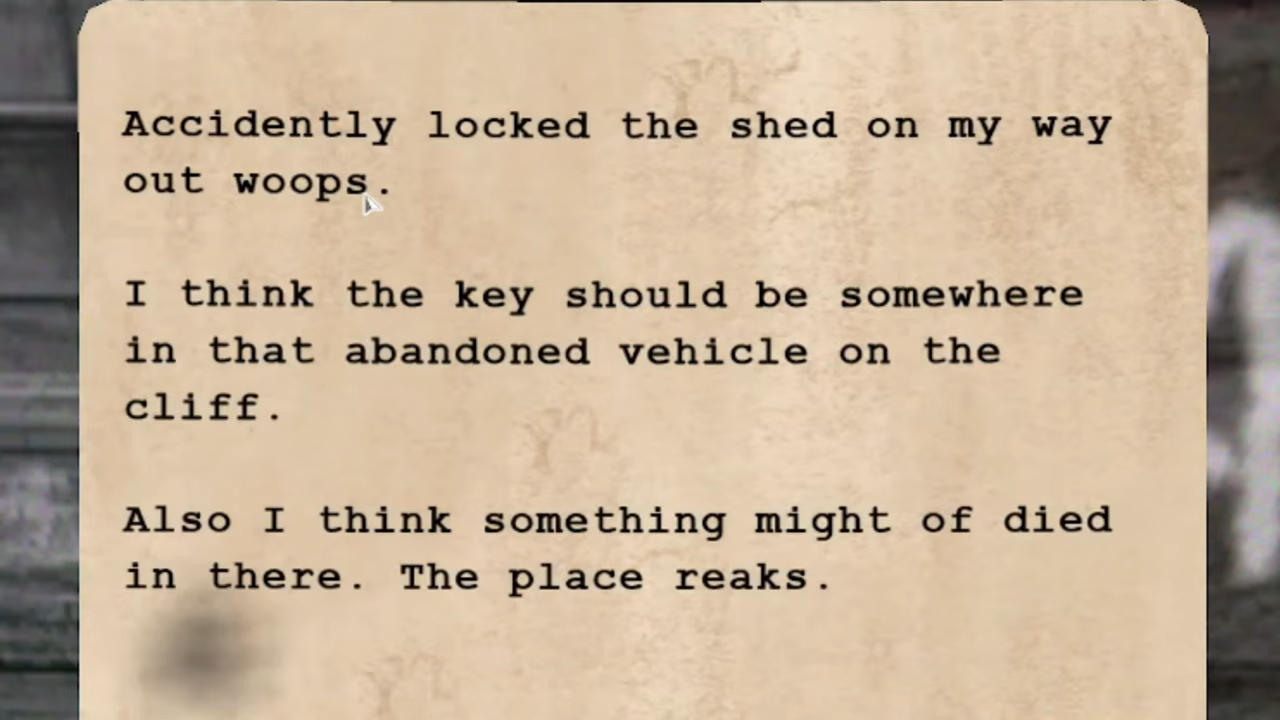 Accidently locked the shed on my way
out woops.
I think the key should be somewhere
in that abandoned vehicle on the
cliff.
Also I think something might of died
in there. The place reaks.